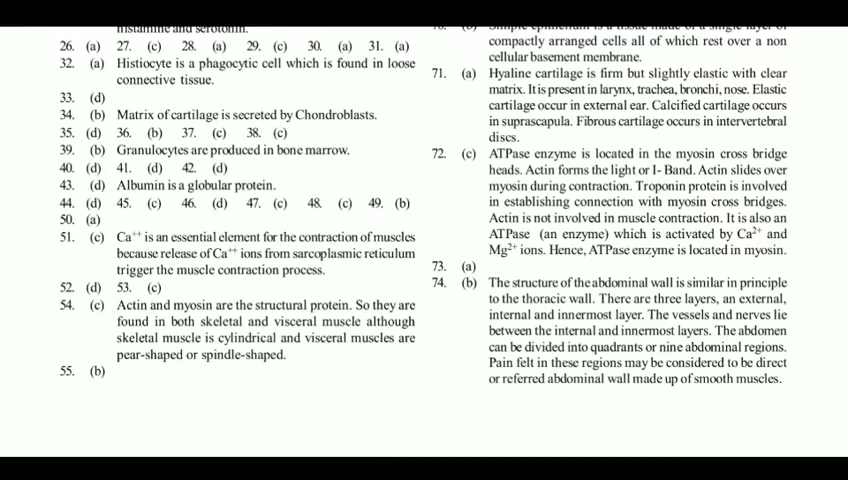 histamine and serotonin.
26. (a) 27. (c) 28. (a) 29. (c) 30. (a) 31. (a)
32. (a) Histiocyte is a phagocytic cell which is found in loose
connective tissue.
33. (d)
34. (b) Matrix of cartilage is secreted by Chondroblasts.
35. (d) 36. (b) 37. (c) 38. (c)
39. (b) Granulocytes are produced in bone marrow.
40. (d) 41. (d) 42. (d)
43. (d) Albumin is a globular protein.
44. (d) 45. (c) 46. (d) 47. (c) 48. (c) 49. (b)
50. (a)
51. (c) Ca++ is an essential element for the contraction of muscles
because release of Ca++ ions from sarcoplasmic reticulum
trigger the muscle contraction process.
52. (d) 53. (c)
54. (c) Actin and myosin are the structural protein. So they are
found in both skeletal and visceral muscle although
skeletal muscle is cylindrical and visceral muscles are
pear-shaped or spindle-shaped.
55. (b)
70. (b) Simple epithelium is a tissue made of a single layer of
compactly arranged cells all of which rest over a non
cellular basement membrane.
71. (a) Hyaline cartilage is firm but slightly elastic with clear
matrix. It is present in larynx, trachea, bronchi, nose. Elastic
cartilage occur in external ear. Calcified cartilage occurs
in suprascapula. Fibrous cartilage occurs in intervertebral
discs.
72. (c) ATPase enzyme is located in the myosin cross bridge
heads. Actin forms the light or I- Band. Actin slides over
myosin during contraction. Troponin protein is involved
in establishing connection with myosin cross bridges.
Actin is not involved in muscle contraction. It is also an
ATPase (an enzyme) which is activated by Ca2+ and
Mg2+ ions. Hence, ATPase enzyme is located in myosin.
73. (a)
74. (b) The structure of the abdominal wall is similar in principle
to the thoracic wall. There are three layers, an external,
internal and innermost layer. The vessels and nerves lie
between the internal and innermost layers. The abdomen
can be divided into quadrants or nine abdominal regions.
Pain felt in these regions may be considered to be direct
or referred abdominal wall made up of smooth muscles.